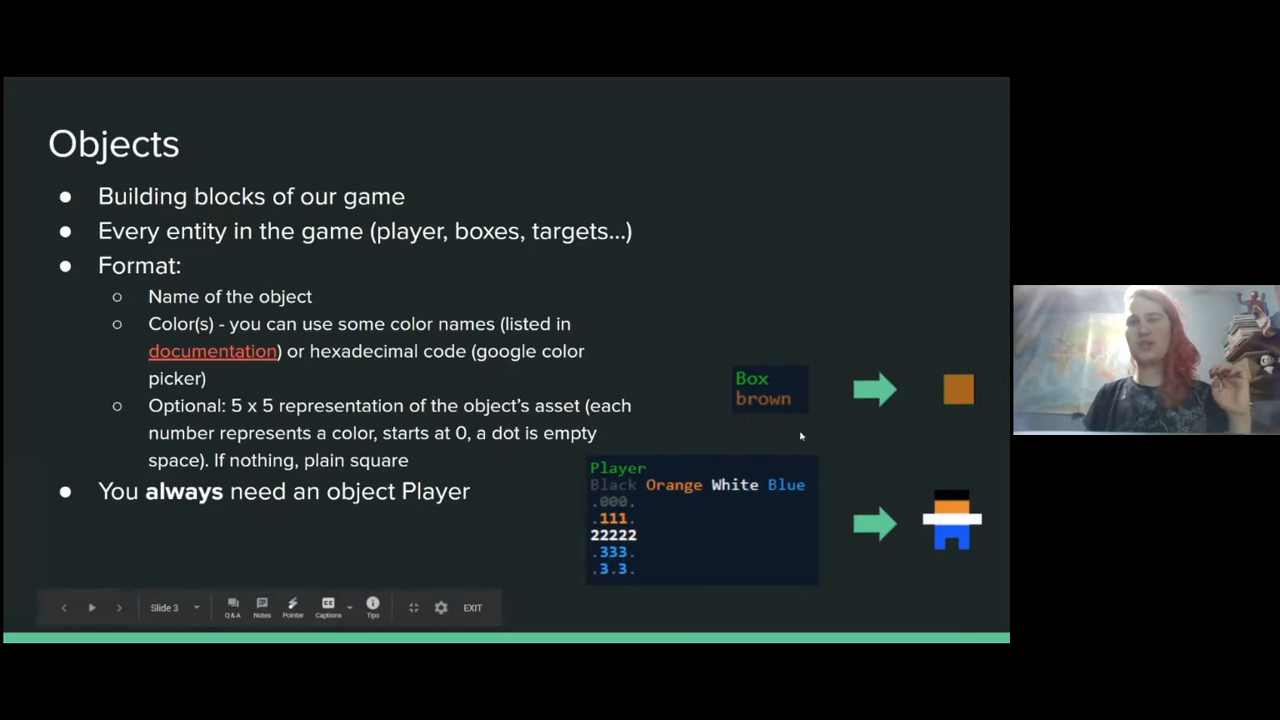 Objects
● Building blocks of our game
● Every entity in the game (player, boxes, targets...)
● Format:
○ Name of the object
○ Color(s) - you can use some color names (listed in
documentation) or hexadecimal code (google color
picker)
○ Optional: 5 x 5 representation of the object's asset (each
number represents a color, starts at 0, a dot is empty
space). If nothing, plain square
● You always need an object Player
Box
brown
Player
Black Orange White Blue
.000.
.111.
22222
.333.
.3.3.
Slide 3
Q & A Notes Pointer Captions Tips EXIT